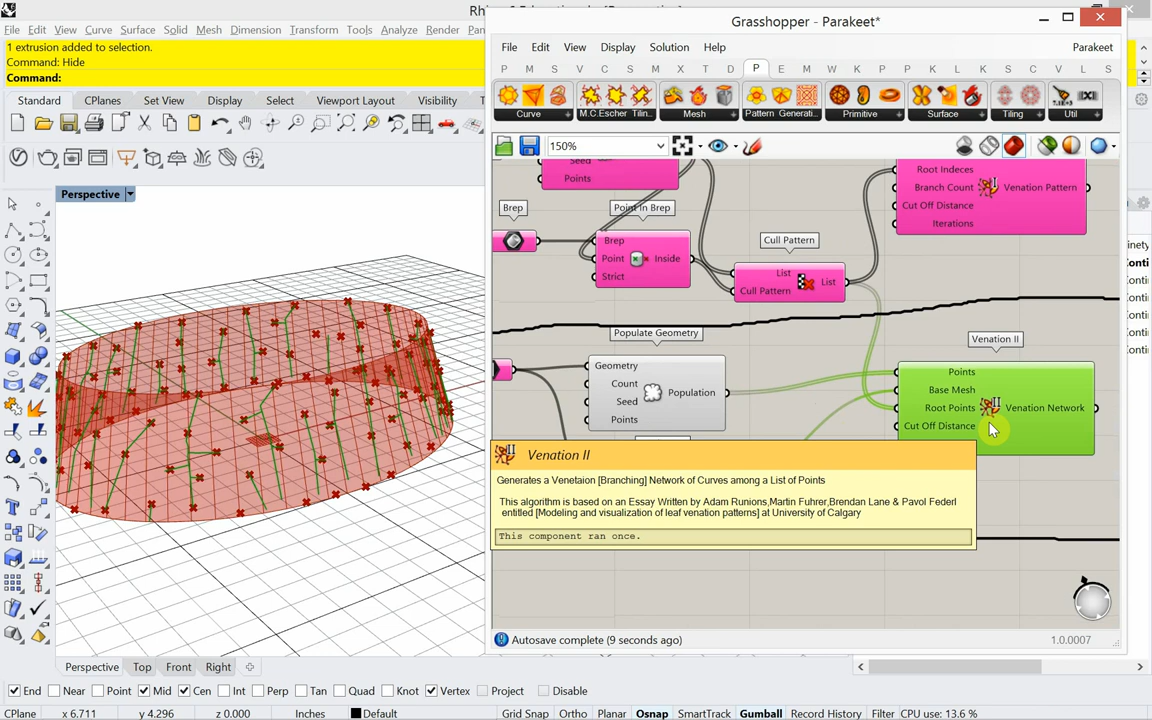 Rh
Grasshopper - Parakeet*
File Edit View Curve Surface Solid Mesh Dimension Transform Tools Analyze Render Pan
1 extrusion added to selection.
Command: Hide
Command:
Standard CPlanes Set View Display Select Viewport Layout Visibility
Perspective
File Edit View Display Solution Help
Parakeet
P M S V C S M X T D P E M W K C P P K L K S C V L S
Curve
M.C.Escher Tilin...
Mesh
Pattern Generati...
Primitive
Surface
Tiling
Util
150%
Seed
Points
Root Indeces
Branch Count
Cut Off Distance
Iterations
Venation Pattern
Brep
Point In Brep
Brep
Point
Strict
Inside
Cull Pattern
List
Cull Pattern
List
Populate Geometry
Geometry
Count
Seed
Points
Population
Venation II
Points
Base Mesh
Root Points
Cut Off Distance
Venation Network
Venation II
Generates a Venetaion [Branching] Network of Curves among a List of Points
This algorithm is based on an Essay Written by Adam Runions,Martin Fuhrer,Brendan Lane & Pavol Federl
entitled [Modeling and visualization of leaf venation patterns] at University of Calgary
This component ran once.
Autosave complete (9 seconds ago)
1.0.0007
inety
Conti
Conti
Conti
Conti
Conti
Perspective Top Front Right
End Near Point Mid Cen Int Perp Tan Quad Knot Vertex Project Disable
CPlane x 6.711 y 4.296 z 0.000 Inches Default Grid Snap Ortho Planar Osnap SmartTrack Gumball Record History Filter CPU use: 13.6 %